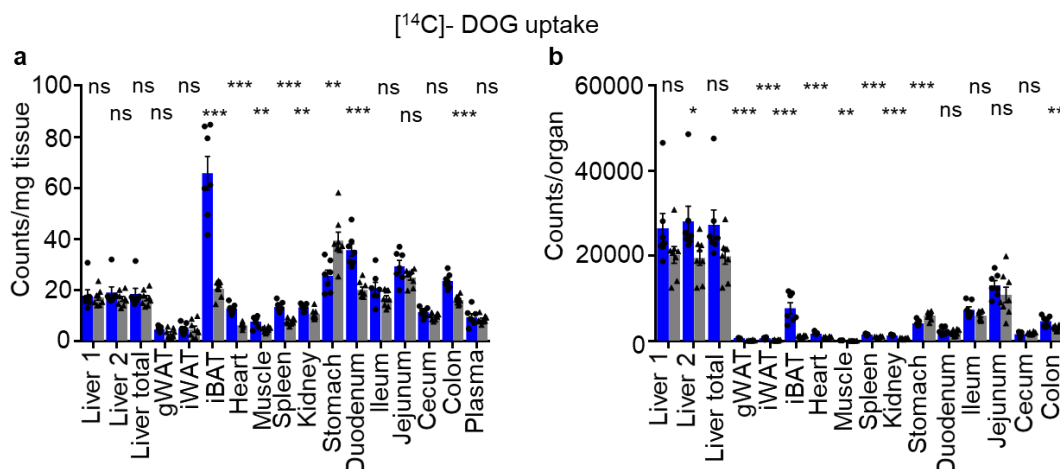 [¹⁴C]- DOG uptake
a
Counts/mg tissue
100
80
60
40
20
0
ns ns ns *** *** ** ns ns ns
ns ns *** ** ** *** ns ***
Liver 1
Liver 2
Liver total
gWAT
iWAT
iBAT
Heart
Muscle
Spleen
Kidney
Stomach
Duodenum
Ileum
Jejunum
Cecum
Colon
Plasma
b
Counts/organ
60000
40000
20000
0
ns ns *** *** *** *** ns ns
* *** *** ** *** ns ns **
Liver 1
Liver 2
Liver total
gWAT
iWAT
iBAT
Heart
Muscle
Spleen
Kidney
Stomach
Duodenum
Ileum
Jejunum
Cecum
Colon